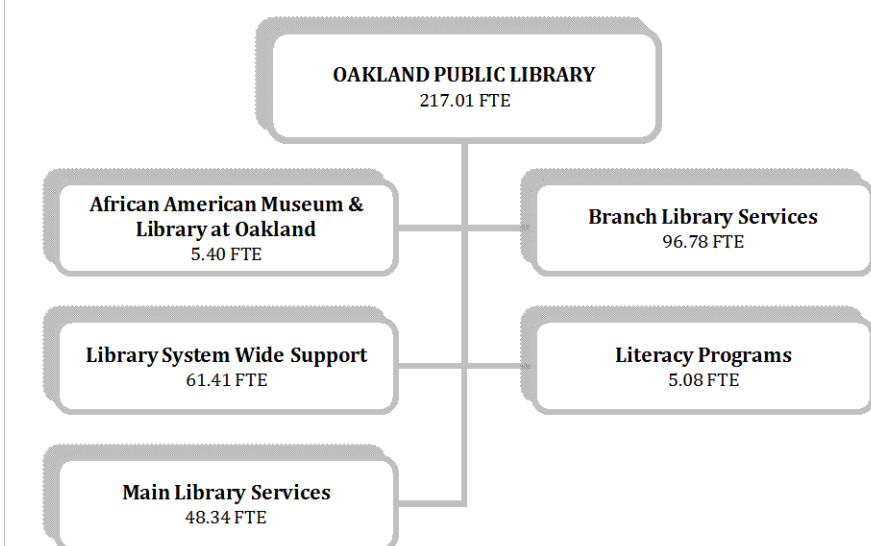 OAKLAND PUBLIC LIBRARY
217.01 FTE
African American Museum &
Library at Oakland
5.40 FTE
Branch Library Services
96.78 FTE
Library System Wide Support
61.41 FTE
Literacy Programs
5.08 FTE
Main Library Services
48.34 FTE